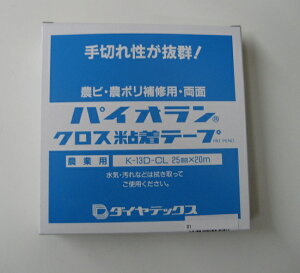 手切れ性が抜群!
農ビ・農ポリ補修用・両面
パイオラン®
クロス粘着テープ
PAT. PEND.
農業用 K-13D-CL 25mm×20m
水気・汚れなどは拭き取って
ご使用ください。
ダイヤテックス